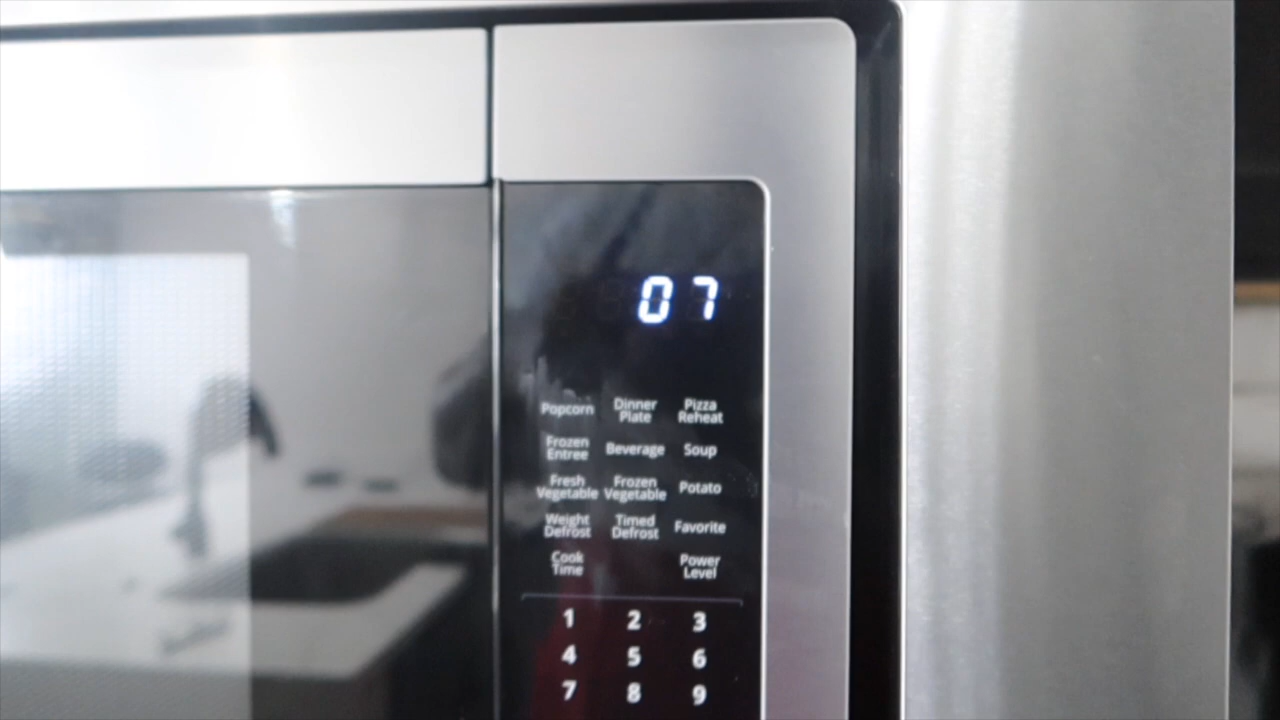 07
Popcorn Dinner Plate Pizza Reheat
Frozen Entree Beverage Soup
Fresh Vegetable Frozen Vegetable Potato
Weight Defrost Timed Defrost Favorite
Cook Time Power Level
1 2 3
4 5 6
7 8 9